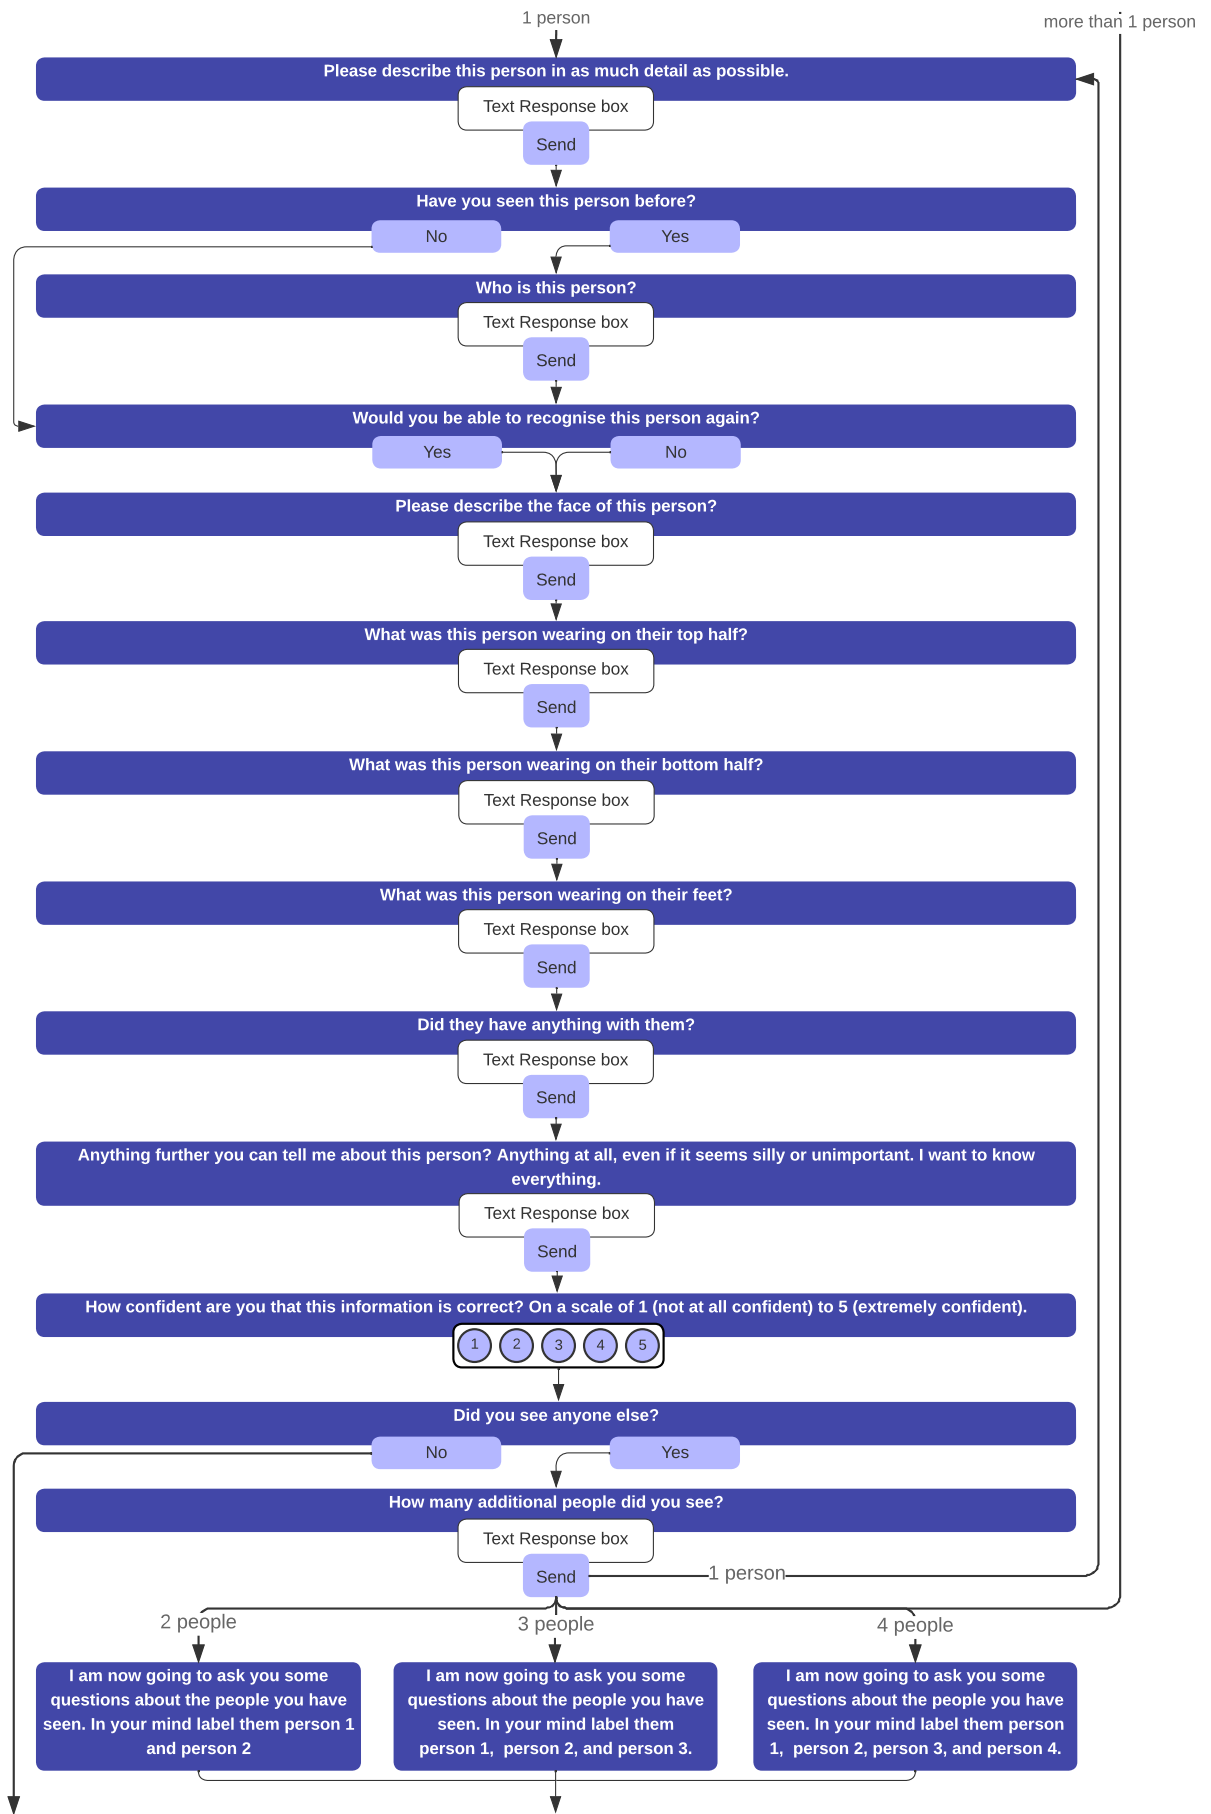 1 person
more than 1 person
Please describe this person in as much detail as possible.
Text Response box
Send
Have you seen this person before?
No
Yes
Who is this person?
Text Response box
Send
Would you be able to recognise this person again?
Yes
No
Please describe the face of this person?
Text Response box
Send
What was this person wearing on their top half?
Text Response box
Send
What was this person wearing on their bottom half?
Text Response box
Send
What was this person wearing on their feet?
Text Response box
Send
Did they have anything with them?
Text Response box
Send
Anything further you can tell me about this person? Anything at all, even if it seems silly or unimportant. I want to know
everything.
Text Response box
Send
How confident are you that this information is correct? On a scale of 1 (not at all confident) to 5 (extremely confident).
1 2 3 4 5
Did you see anyone else?
No
Yes
How many additional people did you see?
Text Response box
Send
1 person
2 people
3 people
4 people
I am now going to ask you some
questions about the people you have
seen. In your mind label them person 1
and person 2
I am now going to ask you some
questions about the people you have
seen. In your mind label them
person 1,  person 2, and person 3.
I am now going to ask you some
questions about the people you have
seen. In your mind label them person
1,  person 2, person 3, and person 4.